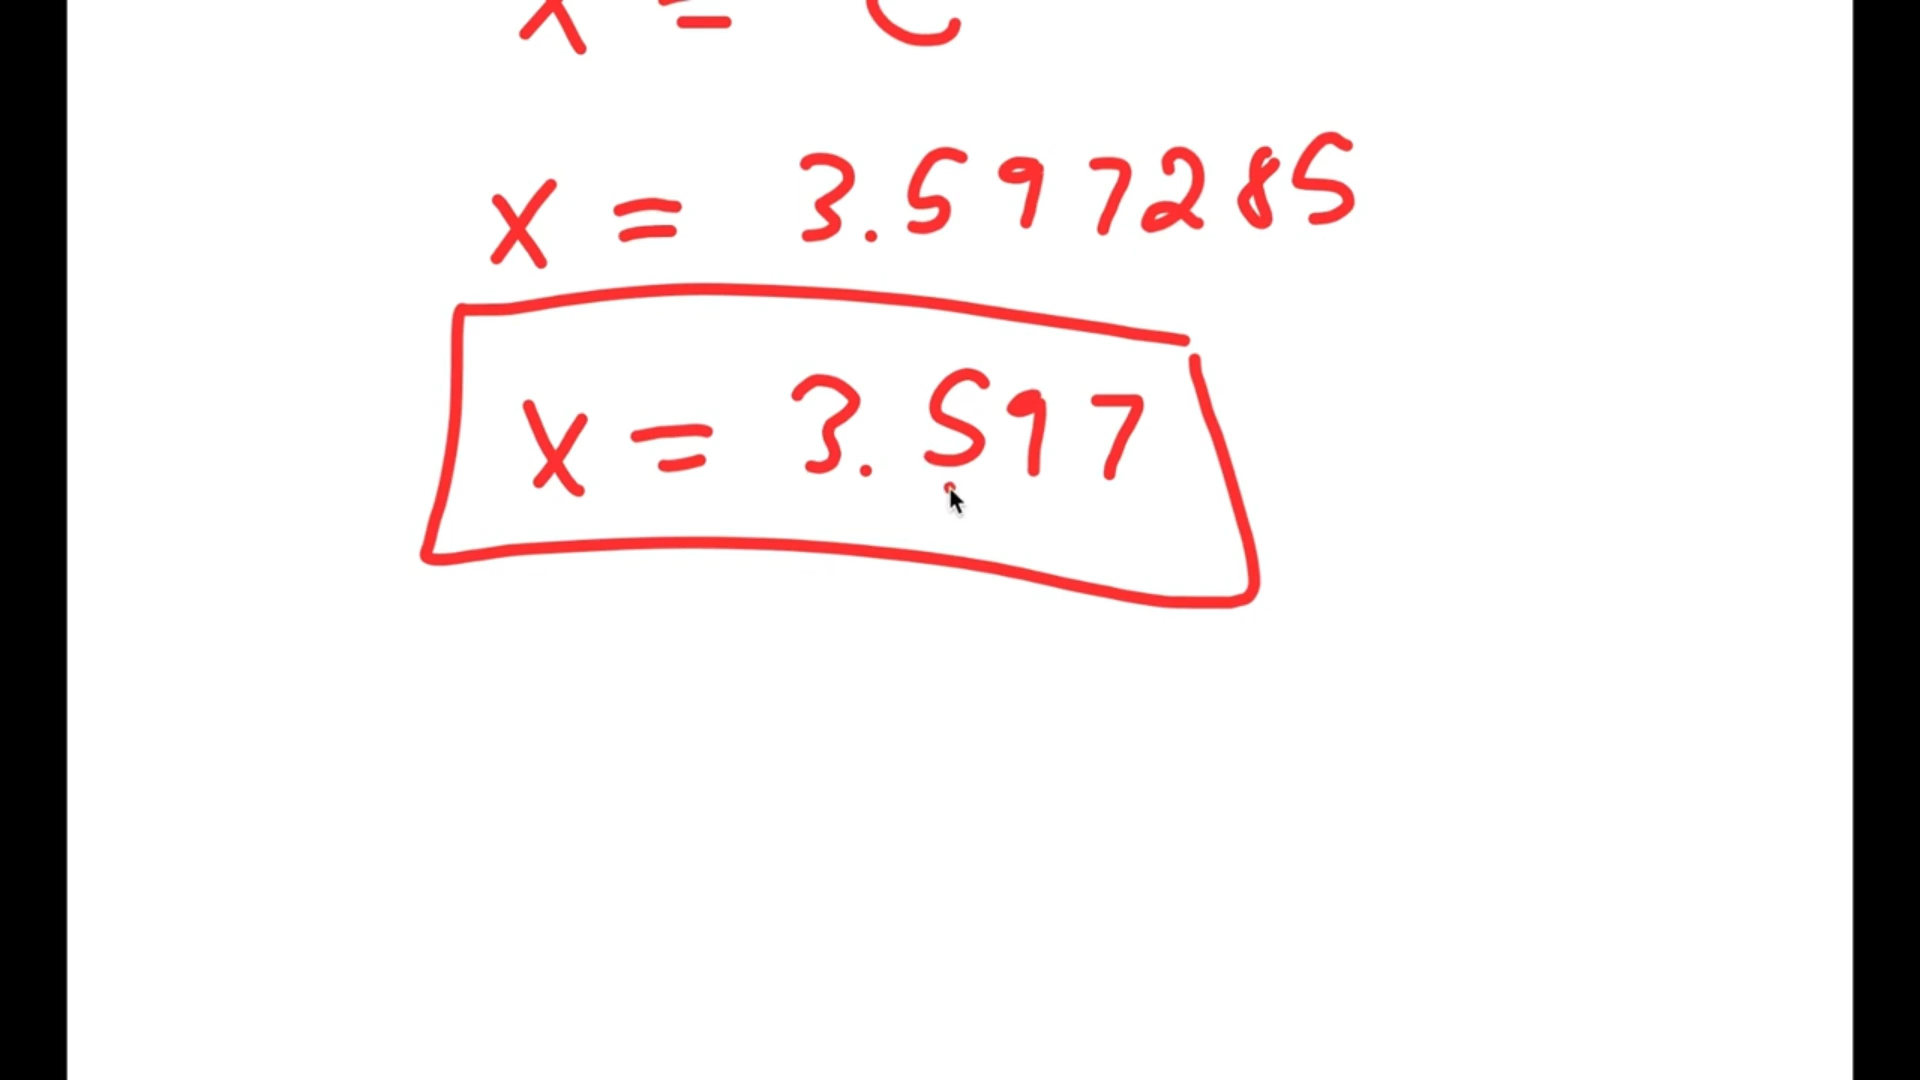 x =
x = 3.597285
x = 3.597